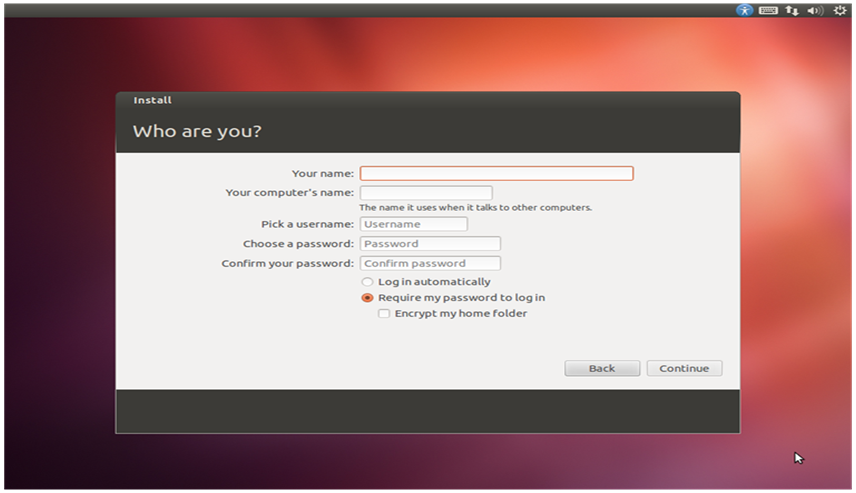 Install
Who are you?
Your name:
Your computer's name:
The name it uses when it talks to other computers.
Pick a username: Username
Choose a password: Password
Confirm your password: Confirm password
Log in automatically
Require my password to log in
Encrypt my home folder
Back Continue